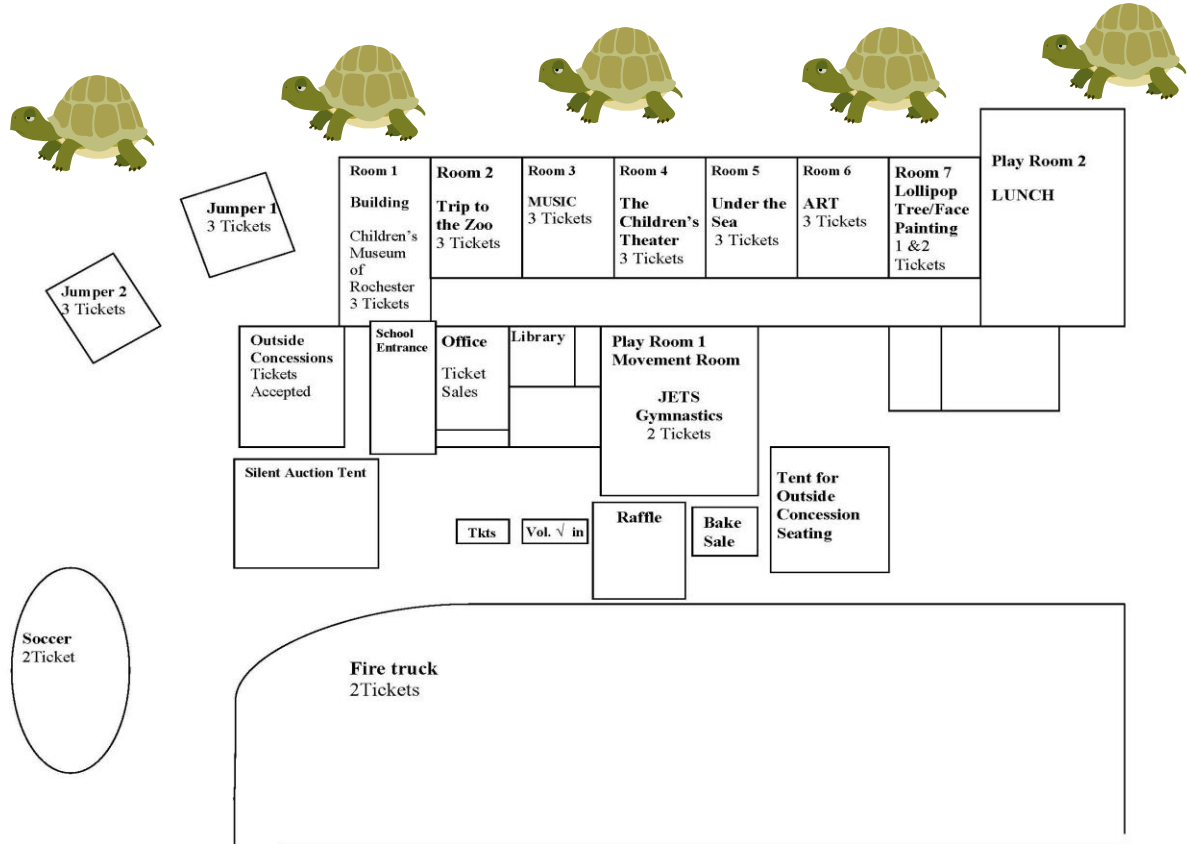 Jumper 1
3 Tickets
Jumper 2
3 Tickets
Room 1
Building
Children's
Museum
of
Rochester
3 Tickets
Room 2
Trip to
the Zoo
3 Tickets
Room 3
MUSIC
3 Tickets
Room 4
The
Children's
Theater
3 Tickets
Room 5
Under the
Sea
3 Tickets
Room 6
ART
3 Tickets
Room 7
Lollipop
Tree/Face
Painting
1 &2
Tickets
Play Room 2
LUNCH
Outside
Concessions
Tickets
Accepted
School
Entrance
Office
Ticket
Sales
Library
Play Room 1
Movement Room
JETS
Gymnastics
2 Tickets
Silent Auction Tent
Tkts
Vol. √ in
Raffle
Bake
Sale
Tent for
Outside
Concession
Seating
Soccer
2Ticket
Fire truck
2Tickets